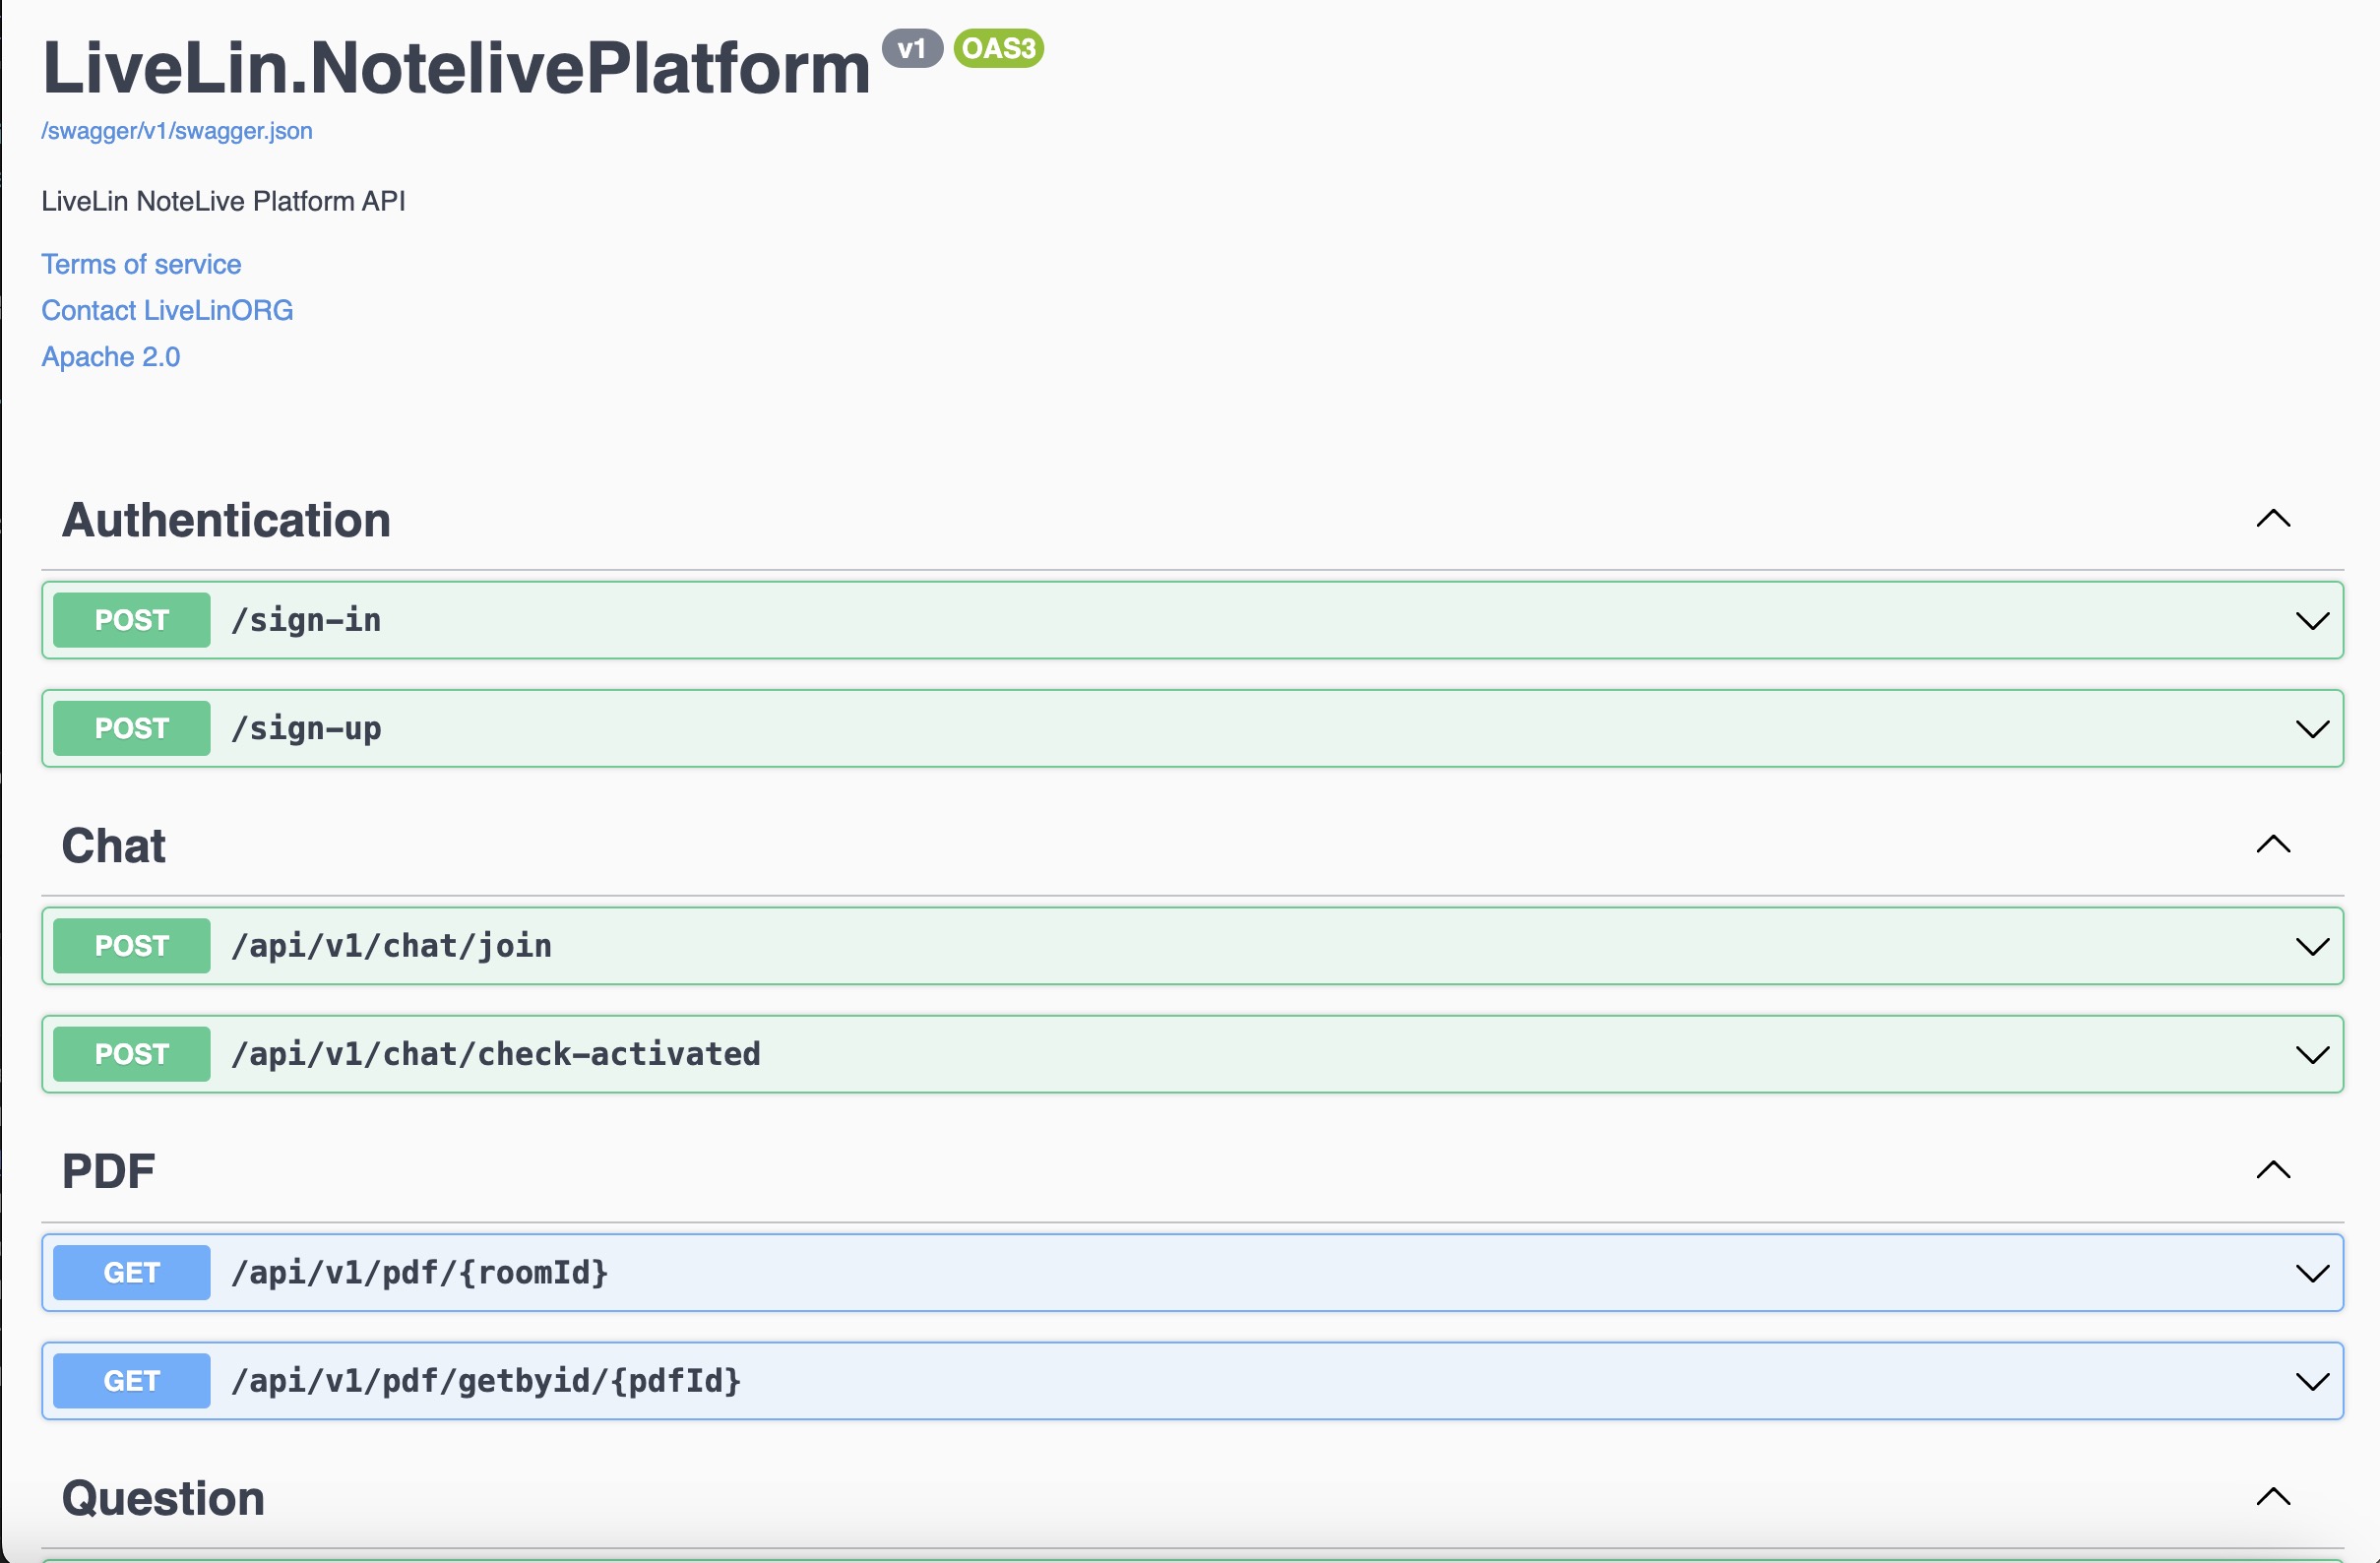 LiveLin.NotelivePlatform v1 OAS3
/swagger/v1/swagger.json
LiveLin NoteLive Platform API
Terms of service
Contact LiveLinORG
Apache 2.0
Authentication
POST /sign-in
POST /sign-up
Chat
POST /api/v1/chat/join
POST /api/v1/chat/check-activated
PDF
GET /api/v1/pdf/{roomId}
GET /api/v1/pdf/getbyid/{pdfId}
Question